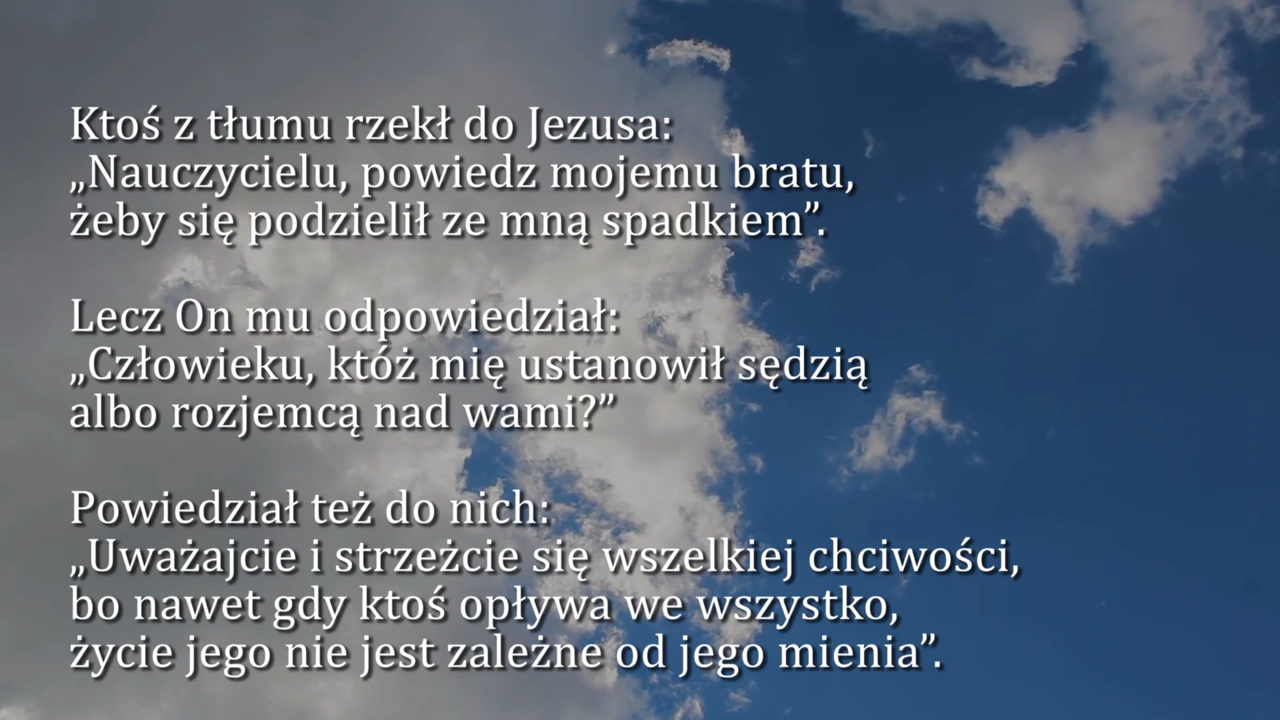 Ktoś z tłumu rzekł do Jezusa:
„Nauczycielu, powiedz mojemu bratu,
żeby się podzielił ze mną spadkiem”.
Lecz On mu odpowiedział:
„Człowieku, któż mię ustanowił sędzią
albo rozjemcą nad wami?”
Powiedział też do nich:
„Uważajcie i strzeżcie się wszelkiej chciwości,
bo nawet gdy ktoś opływa we wszystko,
życie jego nie jest zależne od jego mienia”.